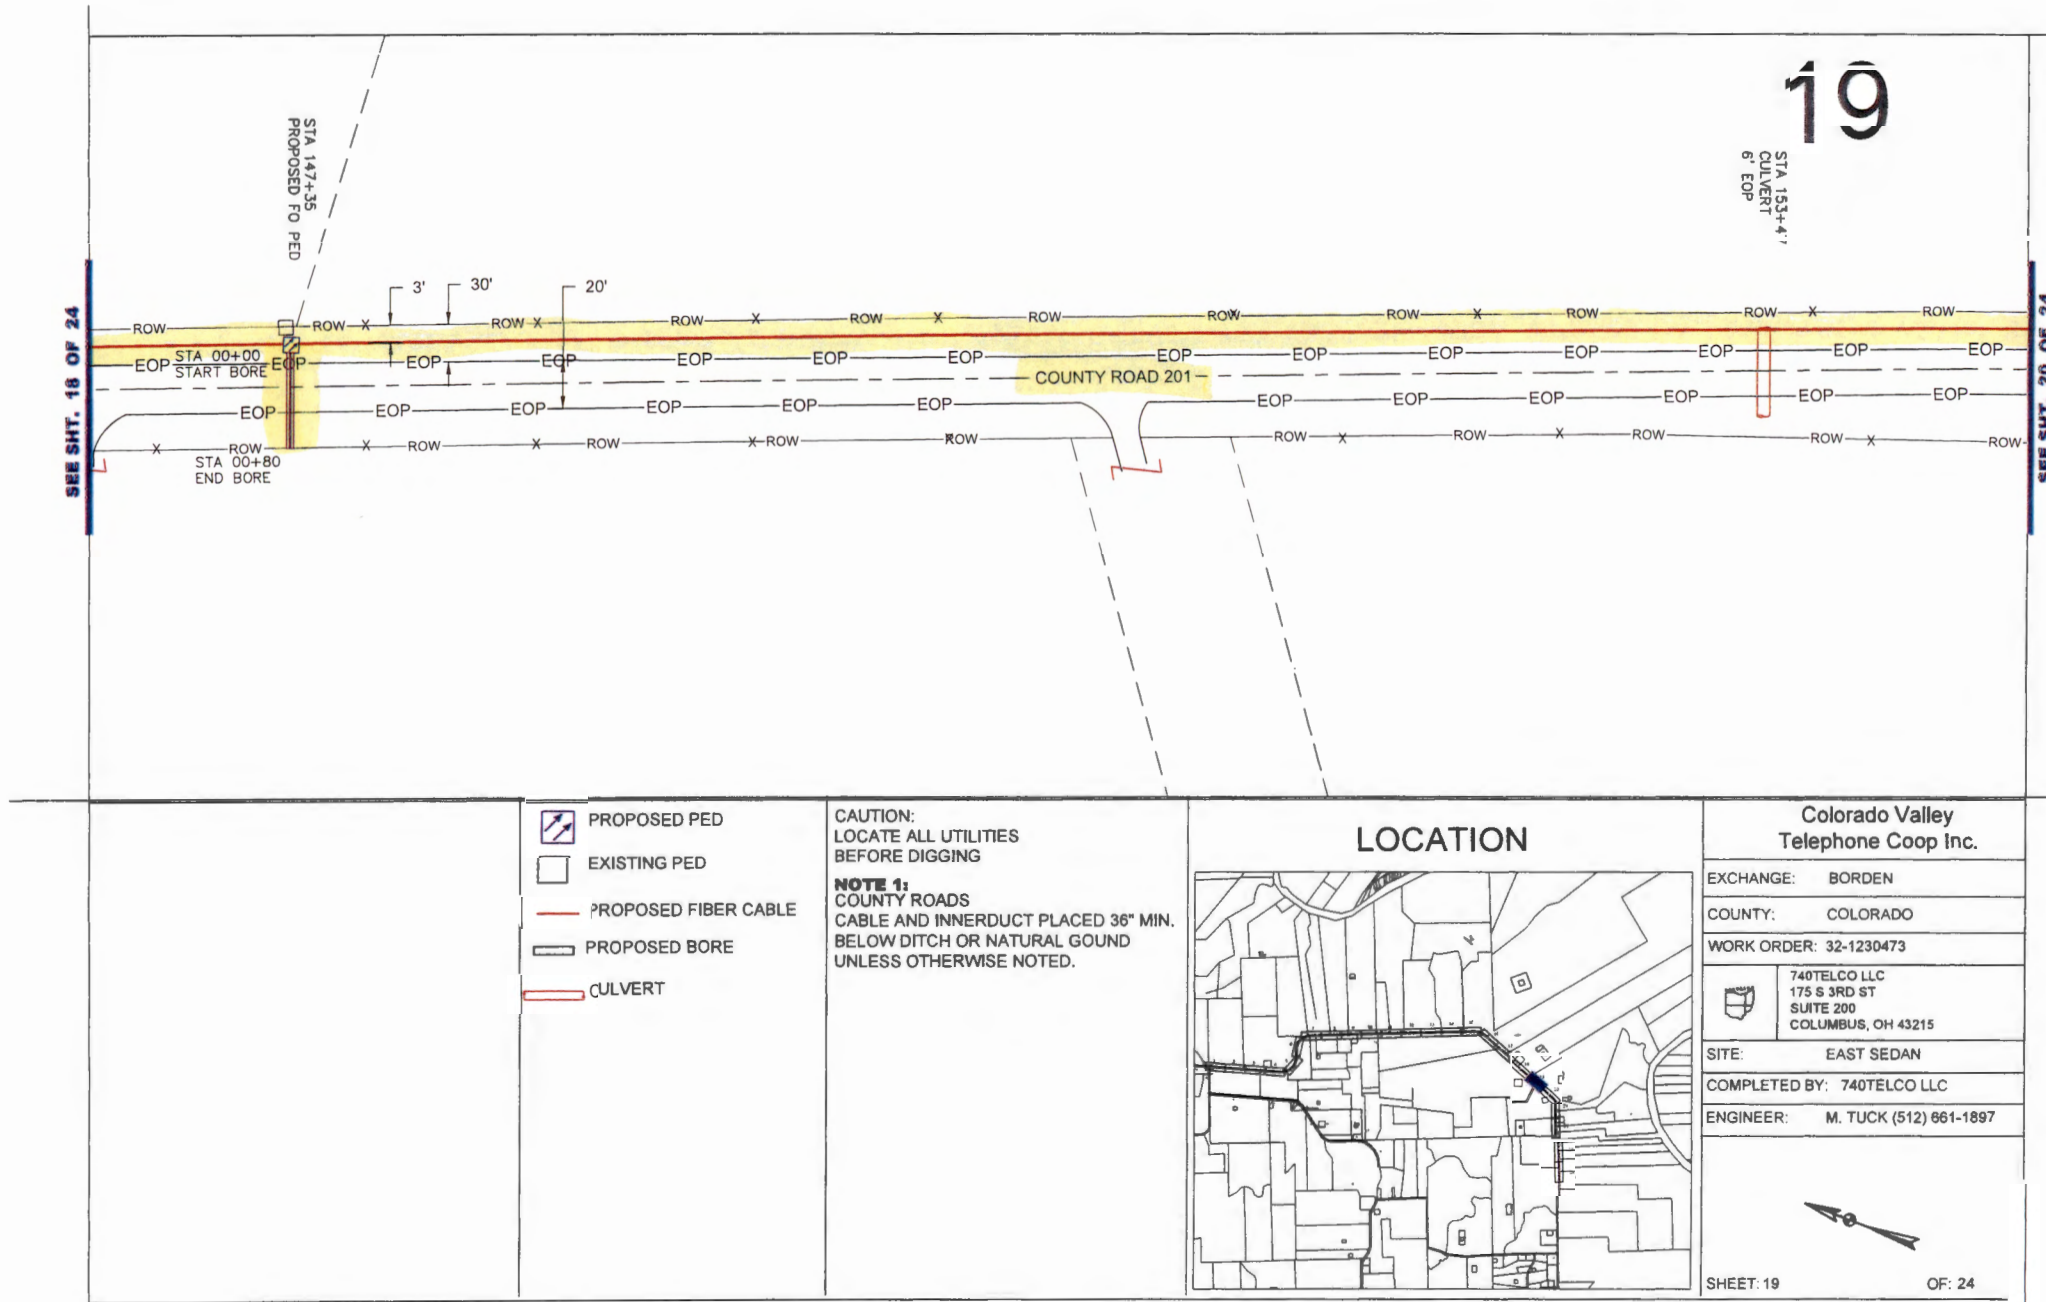 19
STA 147+35
PROPOSED FO PED
STA 153+4
CULVERT
6' EOP
3'
30'
20'
SEE SHT. 18 OF 24
SEE SHT. 20 OF 24
ROW ROW X ROW X ROW X ROW X ROW ROW X ROW X ROW ROW X ROW
STA 00+00
START BORE
EOP EOP EOP EOP EOP EOP EOP EOP EOP EOP EOP EOP EOP EOP
COUNTY ROAD 201
EOP EOP EOP EOP EOP EOP EOP EOP EOP EOP EOP EOP
X ROW X ROW X ROW X ROW X ROW ROW X ROW X ROW ROW X ROW
STA 00+80
END BORE
PROPOSED PED
EXISTING PED
PROPOSED FIBER CABLE
PROPOSED BORE
CULVERT
CAUTION:
LOCATE ALL UTILITIES
BEFORE DIGGING
NOTE 1:
COUNTY ROADS
CABLE AND INNERDUCT PLACED 36" MIN.
BELOW DITCH OR NATURAL GOUND
UNLESS OTHERWISE NOTED.
LOCATION
Colorado Valley
Telephone Coop Inc.
EXCHANGE: BORDEN
COUNTY: COLORADO
WORK ORDER: 32-1230473
740TELCO LLC
175 S 3RD ST
SUITE 200
COLUMBUS, OH 43215
SITE: EAST SEDAN
COMPLETED BY: 740TELCO LLC
ENGINEER: M. TUCK (512) 661-1897
SHEET: 19 OF: 24